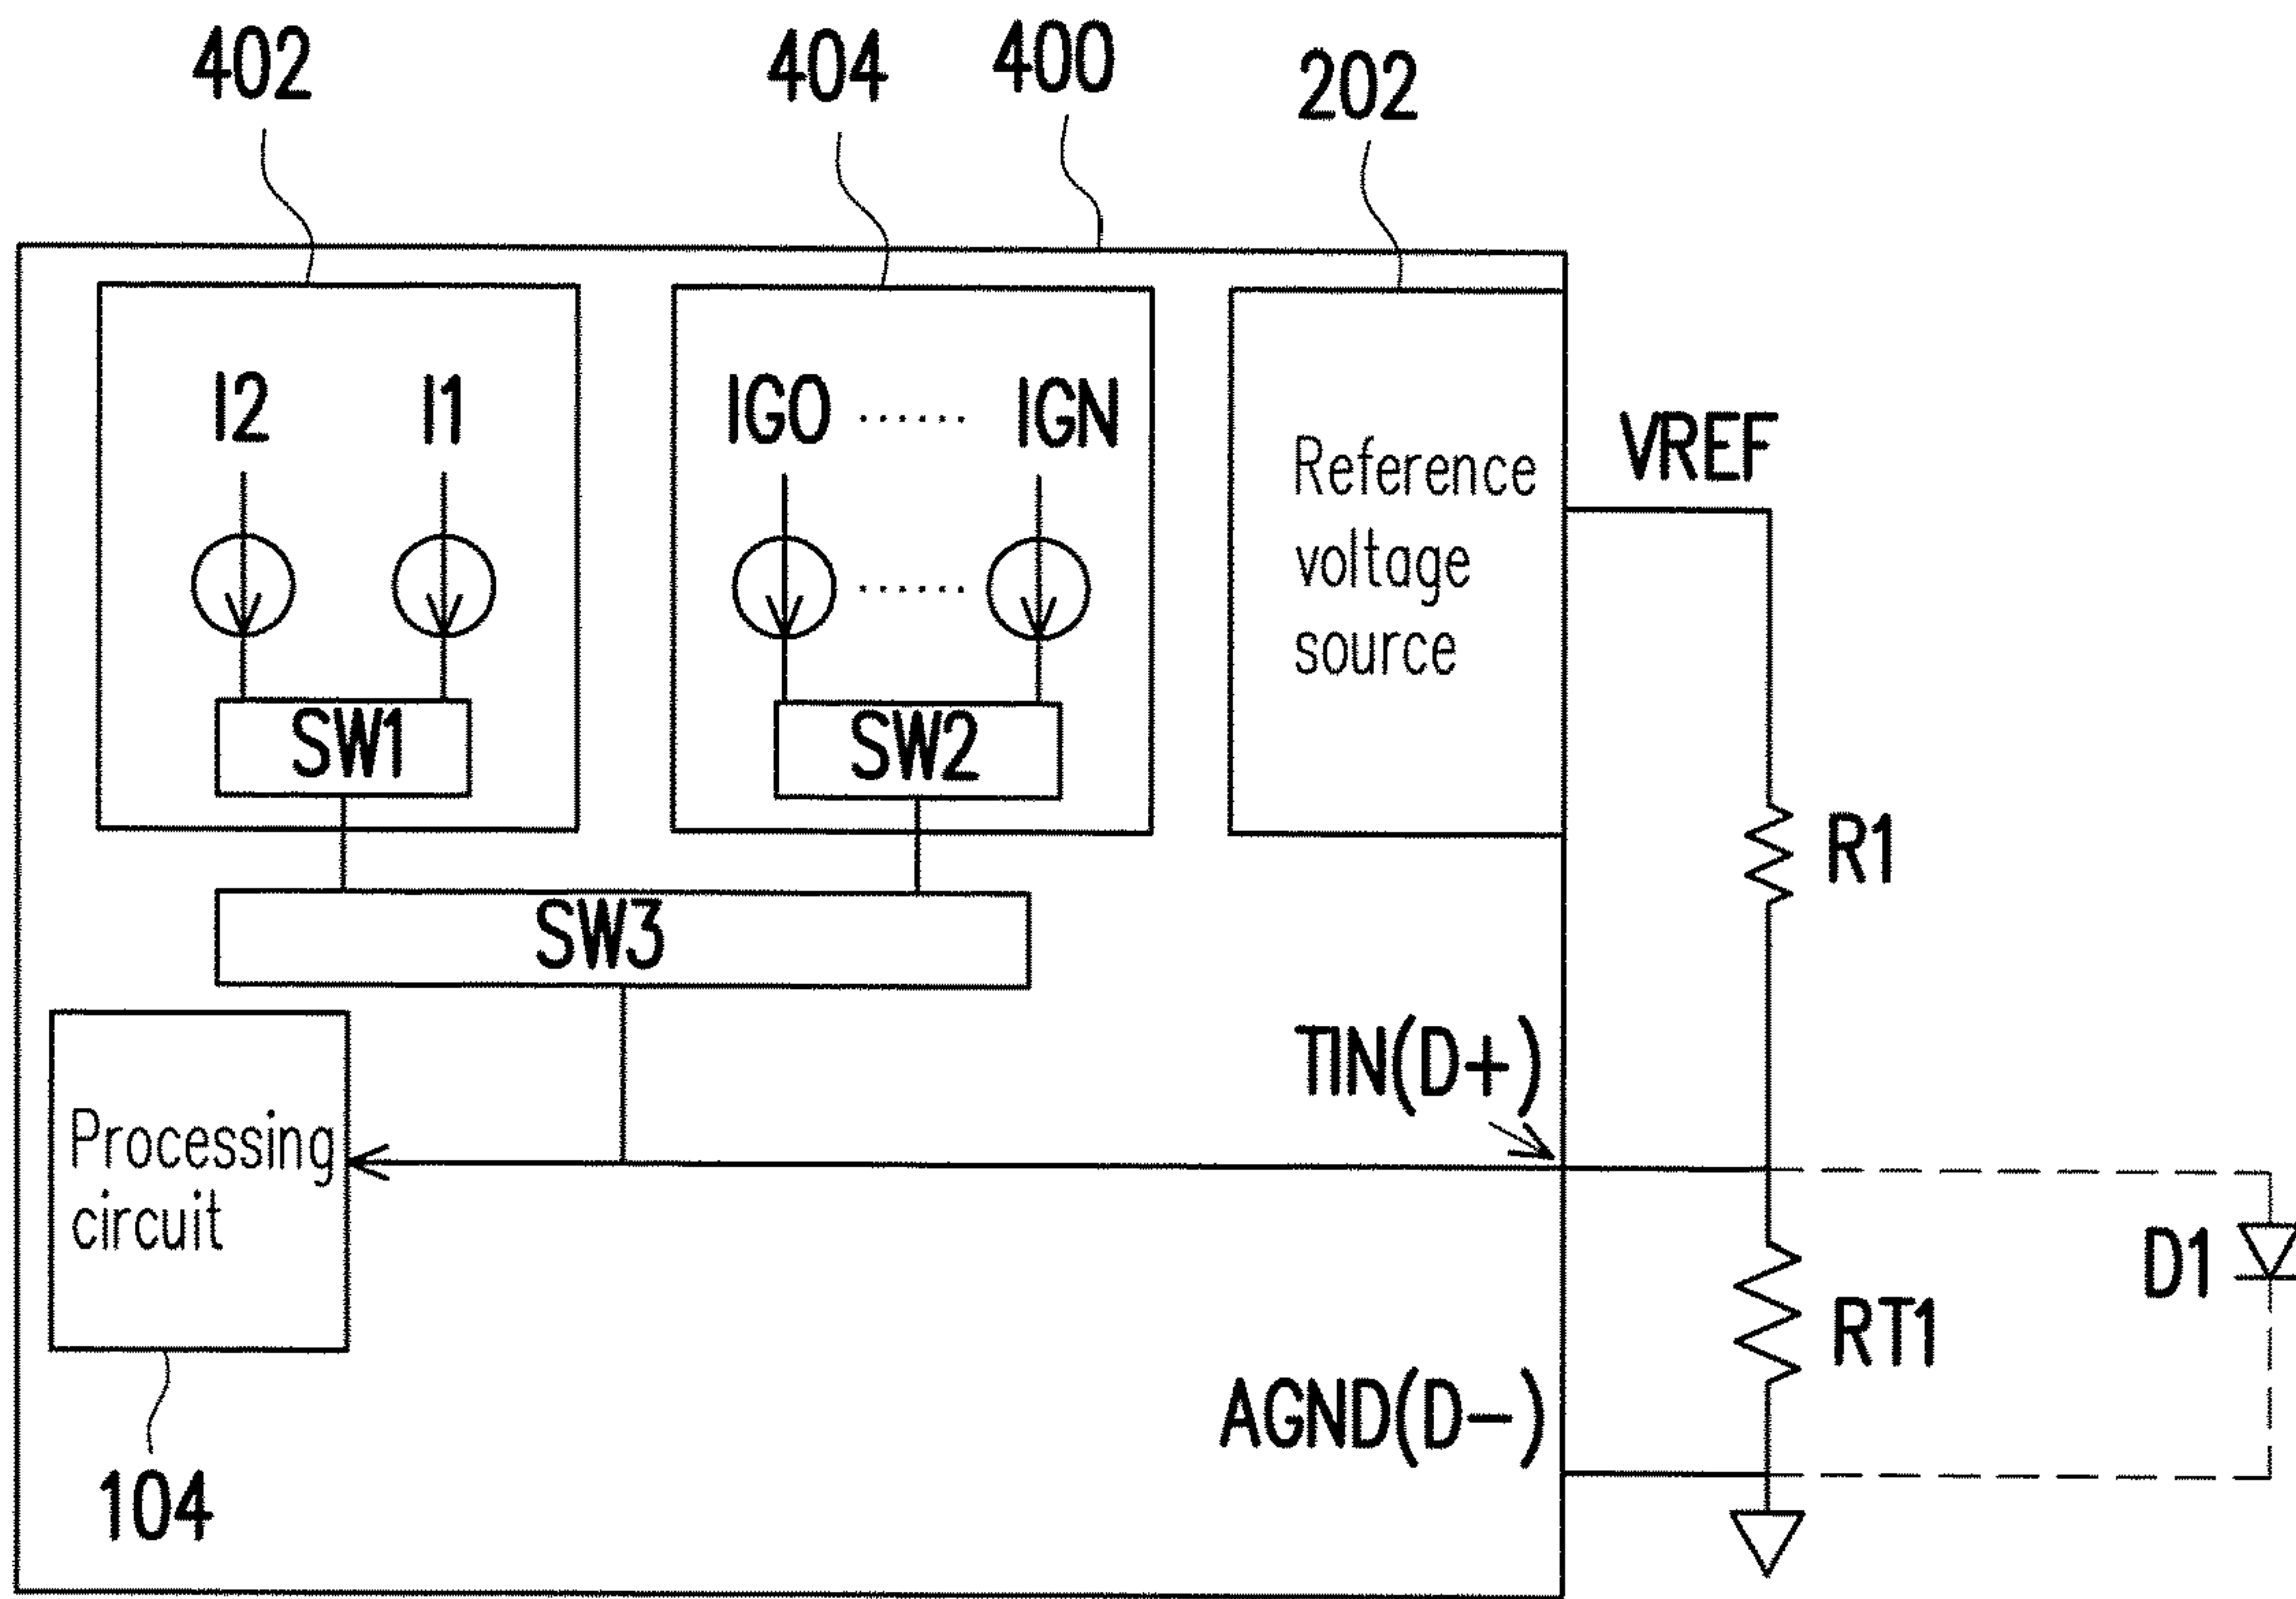 402
404
400
202
I2
I1
IG0 ...... IGN
......
SW1
SW2
Reference
voltage
source
VREF
R1
SW3
TIN(D+)
Processing
circuit
D1
RT1
AGND(D-)
104